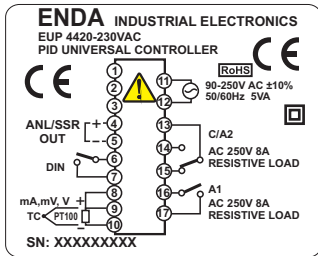 ENDA INDUSTRIAL ELECTRONICS
EUP 4420-230VAC
PID UNIVERSAL CONTROLLER
RoHS
CE
CE
1
2
3
4
5
6
7
8
9
10
11
12
13
14
15
16
17
90-250V AC ±10%
50/60Hz 5VA
ANL/SSR
OUT
+
-
DIN
mA,mV, V
+
TC
PT100
-
C/A2
AC 250V 8A
RESISTIVE LOAD
A1
AC 250V 8A
RESISTIVE LOAD
SN: XXXXXXXXX